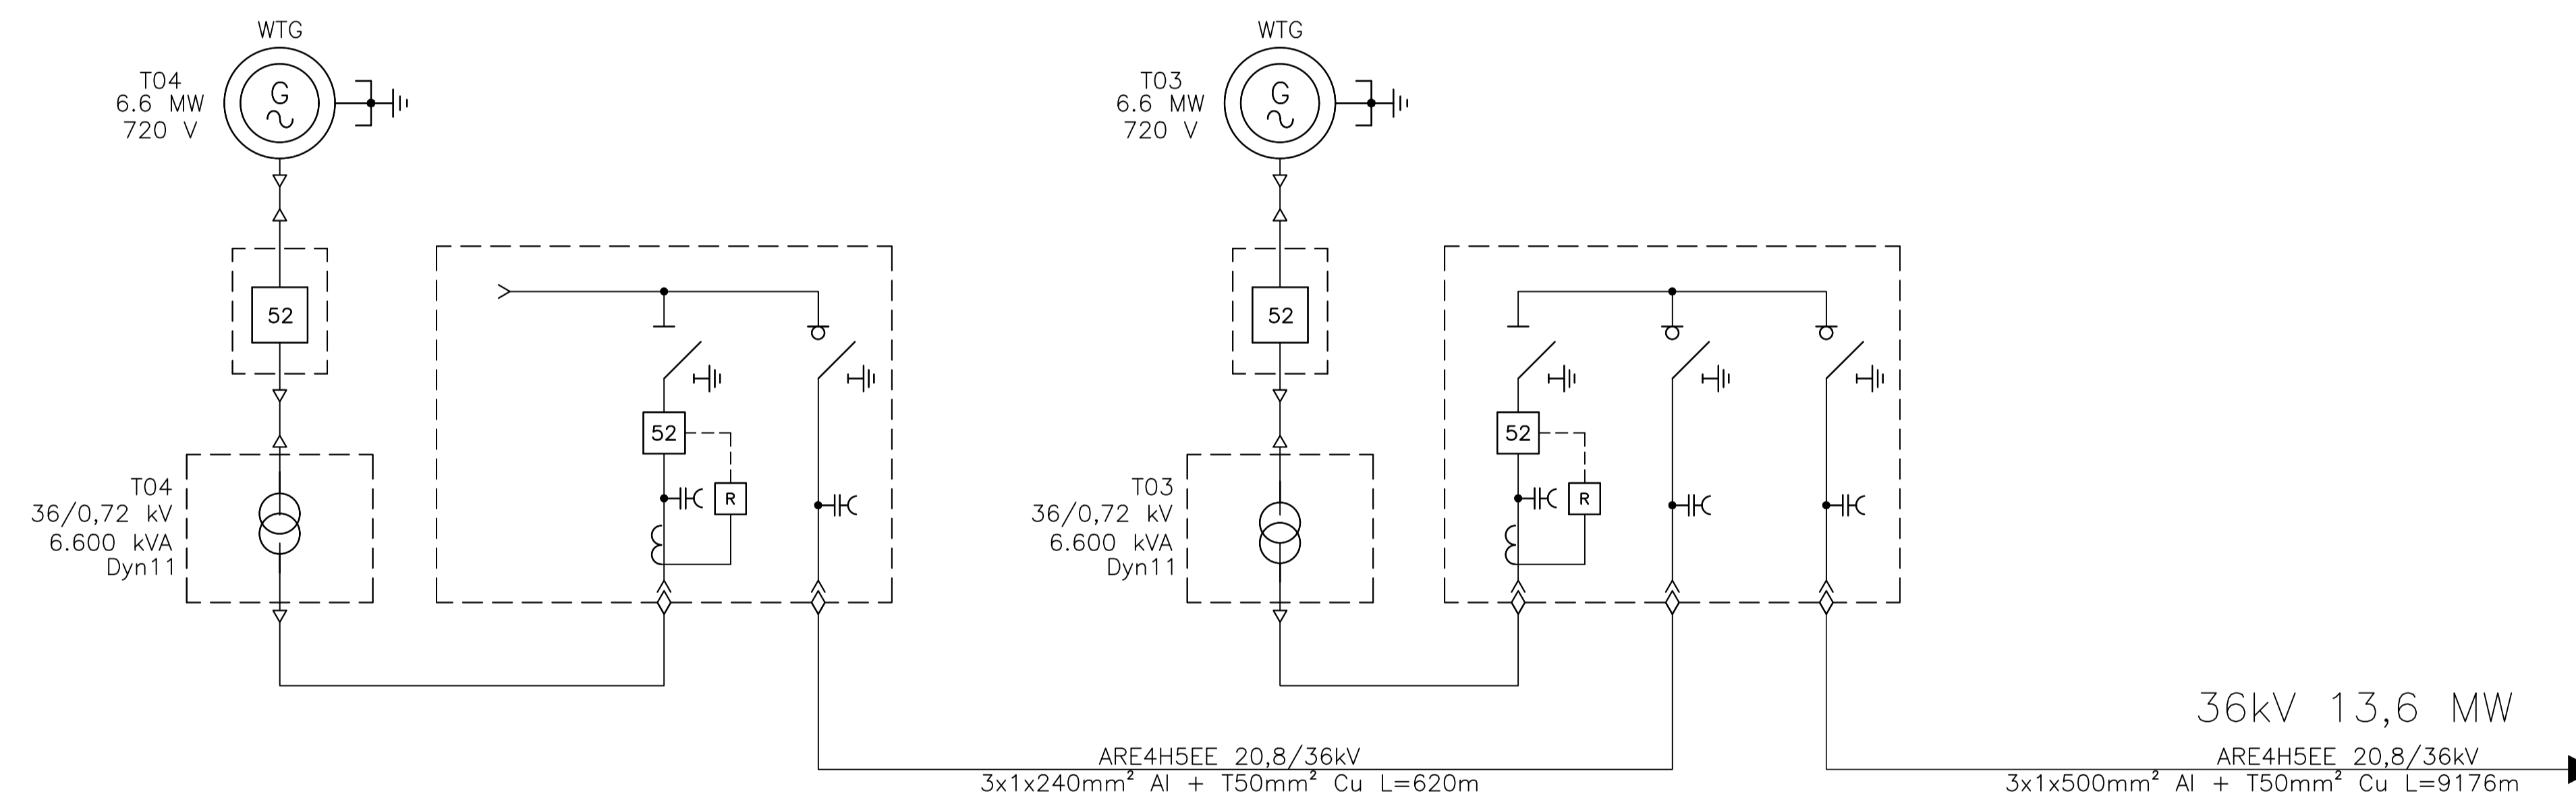 WTG
T04
6.6 MW
720 V
G
52
T04
36/0,72 kV
6.600 kVA
Dyn11
52
R
WTG
T03
6.6 MW
720 V
G
52
T03
36/0,72 kV
6.600 kVA
Dyn11
52
R
ARE4H5EE 20,8/36kV
3x1x240mm² Al + T50mm² Cu L=620m
36kV 13,6 MW
ARE4H5EE 20,8/36kV
3x1x500mm² Al + T50mm² Cu L=9176m